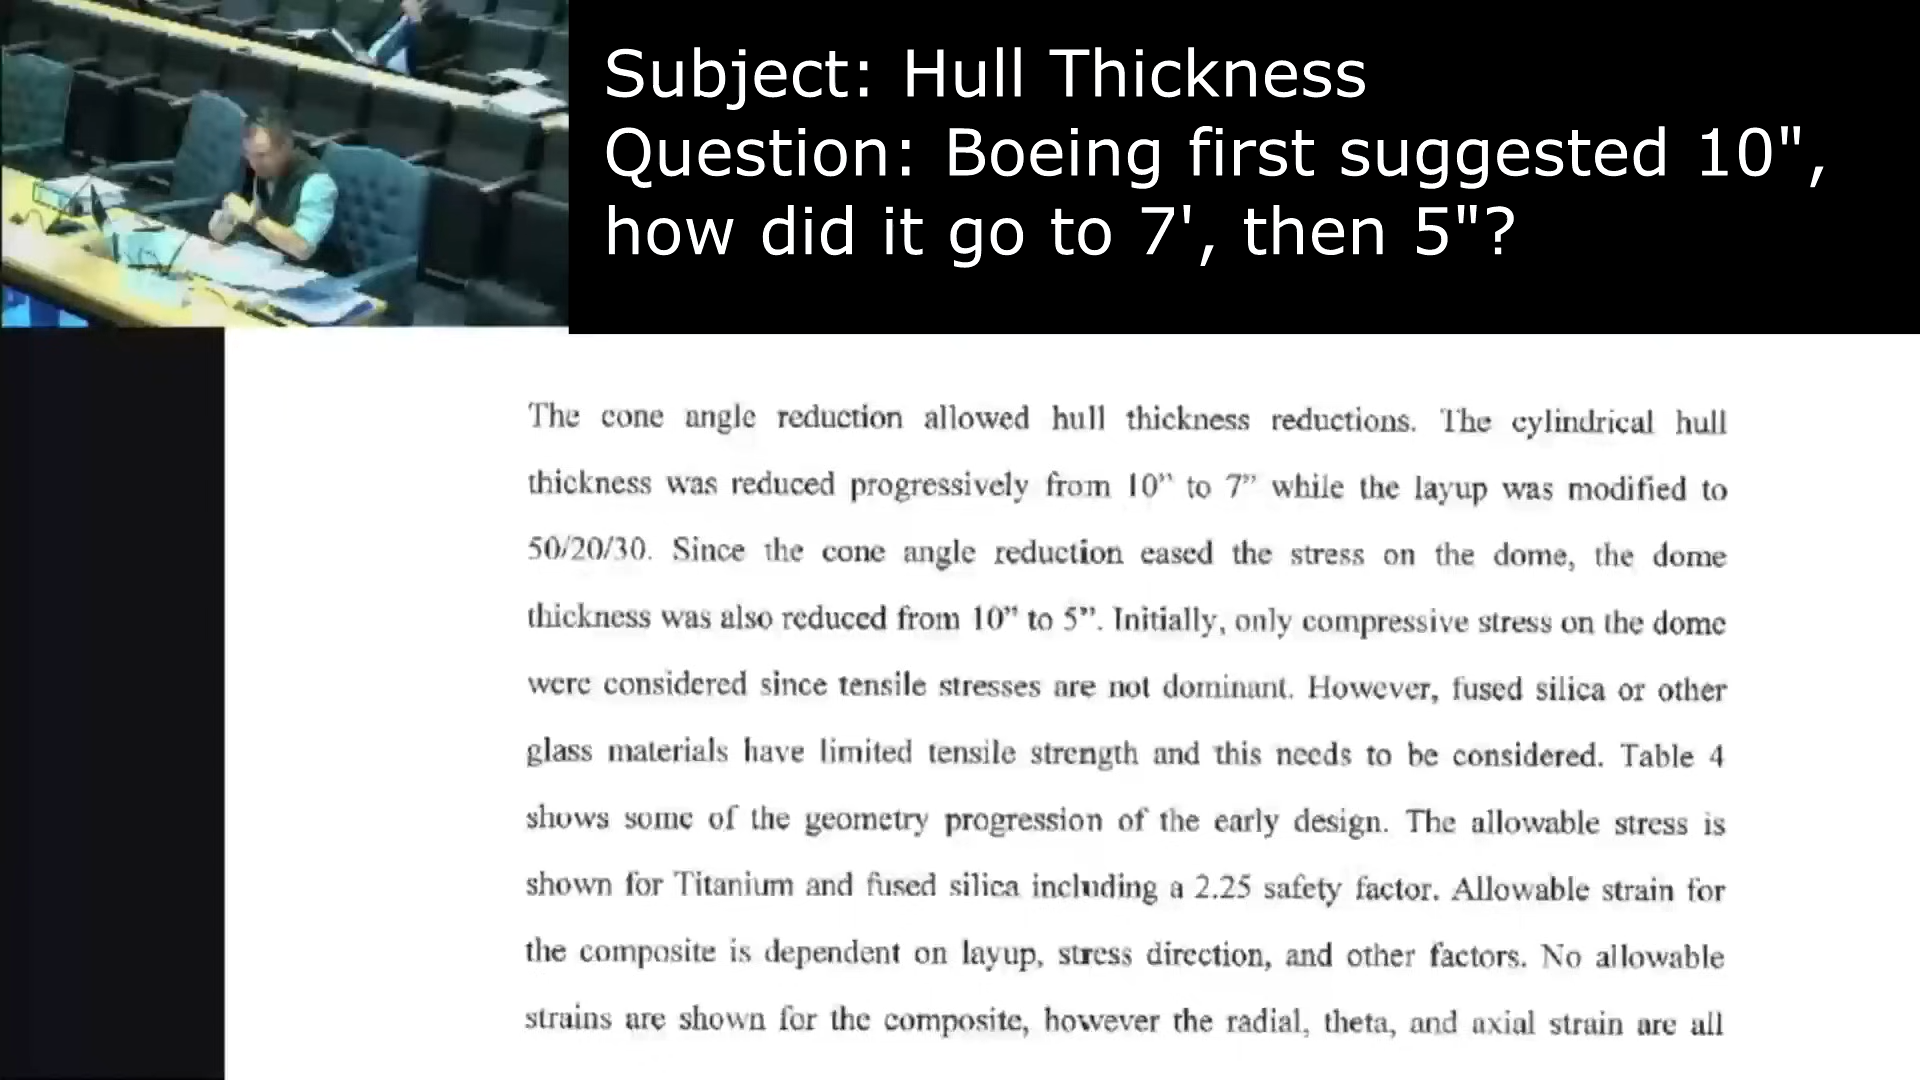 Subject: Hull Thickness
Question: Boeing first suggested 10",
how did it go to 7', then 5"?
The cone angle reduction allowed hull thickness reductions. The cylindrical hull
thickness was reduced progressively from 10” to 7” while the layup was modified to
50/20/30. Since the cone angle reduction eased the stress on the dome, the dome
thickness was also reduced from 10” to 5”. Initially, only compressive stress on the dome
were considered since tensile stresses are not dominant. However, fused silica or other
glass materials have limited tensile strength and this needs to be considered. Table 4
shows some of the geometry progression of the early design. The allowable stress is
shown for Titanium and fused silica including a 2.25 safety factor. Allowable strain for
the composite is dependent on layup, stress direction, and other factors. No allowable
strains are shown for the composite, however the radial, theta, and axial strain are all